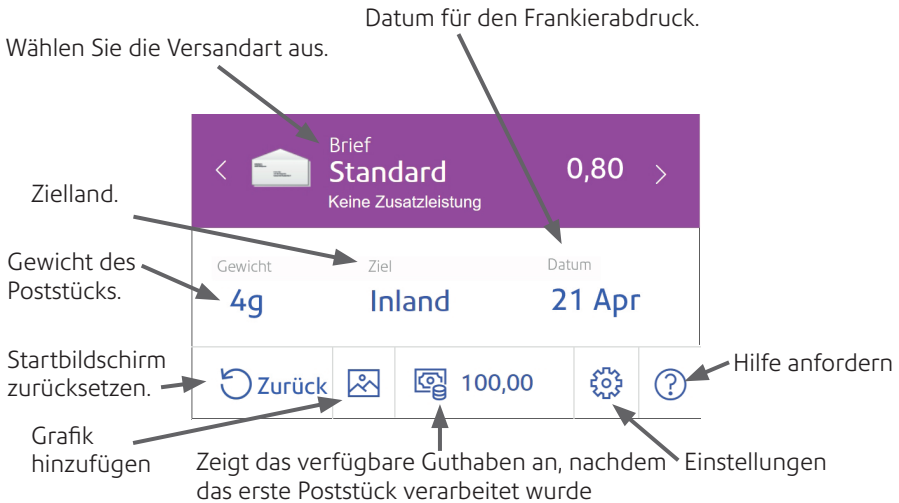 Datum für den Frankierabdruck.
Wählen Sie die Versandart aus.
Brief
Standard
0,80
Keine Zusatzleistung
Zielland.
Gewicht des
Poststücks.
Gewicht
Ziel
Datum
4g
Inland
21 Apr
Startbildschirm
zurücksetzen.
Zurück
100,00
Hilfe anfordern
Grafik
hinzufügen
Zeigt das verfügbare Guthaben an, nachdem
das erste Poststück verarbeitet wurde
Einstellungen